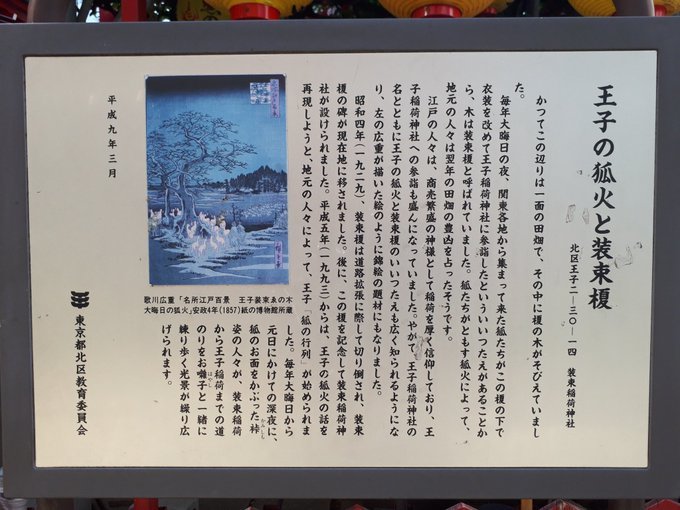 王子の狐火と装束榎
北区王子二―三〇―一四　装束稲荷神社
かつてこの辺りは一面の田畑で、その中に榎の木がそびえていまし
た。
毎年大晦日の夜、関東各地から集まって来た狐たちがこの榎の下で
衣装を改めて王子稲荷神社に参詣したといういいつたえがあることか
ら、木は装束榎と呼ばれていました。狐たちがともす狐火によって、
地元の人々は翌年の田畑の豊凶を占ったそうです。
江戸の人々は、商売繁盛の神様として稲荷を厚く信仰しており、王
子稲荷神社への参詣も盛んになっていました。やがて、王子稲荷神社の
名とともに王子の狐火と装束榎のいいつたえも広く知られるようにな
り、左の広重が描いた絵のように錦絵の題材にもなりました。
昭和四年（一九二九）、装束榎は道路拡張に際して切り倒され、装束
榎の碑が現在地に移されました。後に、この榎を記念して装束稲荷神
社が設けられました。平成五年（一九九三）からは、王子の狐火の話を
再現しようと、地元の人々によって、王子「狐の行列」が始められま
した。毎年大晦日から
元日にかけての深夜に、
狐のお面をかぶった裃
かみしも
姿の人々が、装束稲荷
から王子稲荷までの道
のりをお囃子と一緒に
はやし
練り歩く光景が繰り広
げられます。
歌川広重「名所江戸百景　王子装束ゑの木
大晦日の狐火」安政4年(1857)紙の博物館所蔵
平成九年三月
東京都北区教育委員会